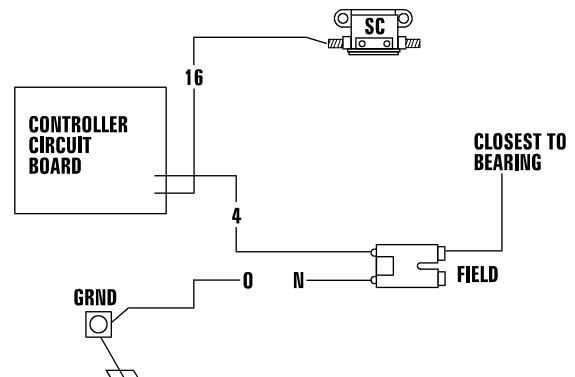 SC
16
CONTROLLER
CIRCUIT
BOARD
CLOSEST TO
BEARING
4
0 N
FIELD
GRND